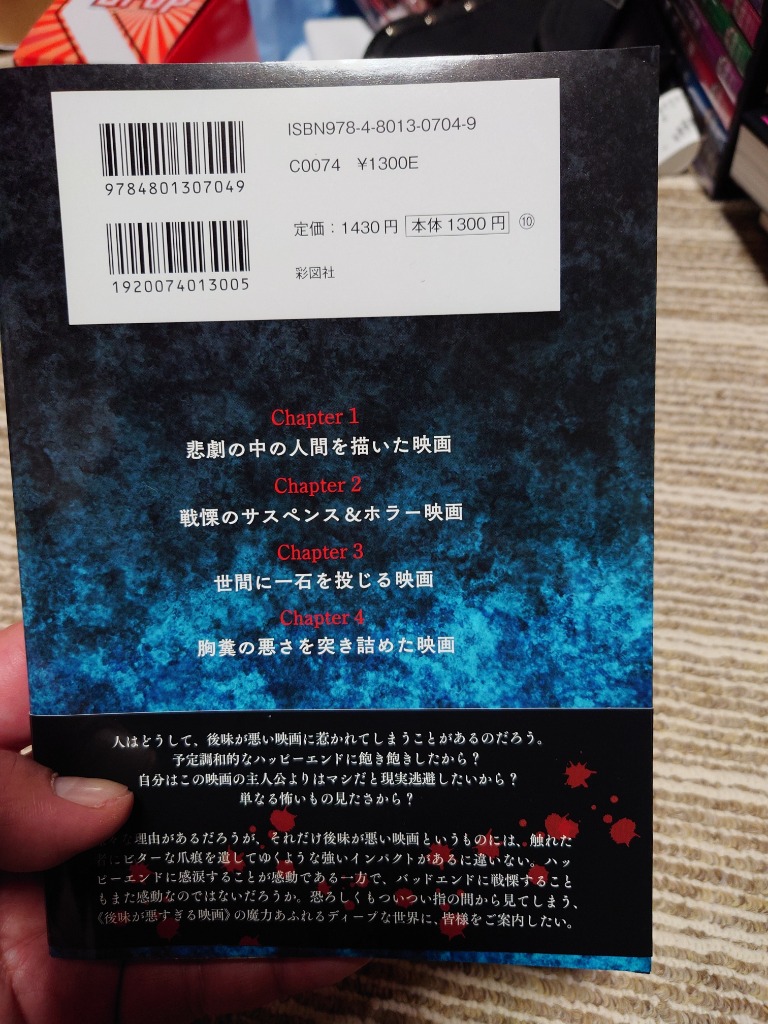 ISBN978-4-8013-0704-9
C0074 ¥1300E
9784801307049
定価：1430円 本体1300円 ⑩
1920074013005
彩図社
Chapter 1
悲劇の中の人間を描いた映画
Chapter 2
戦慄のサスペンス＆ホラー映画
Chapter 3
世間に一石を投じる映画
Chapter 4
胸糞の悪さを突き詰めた映画
人はどうして、後味が悪い映画に惹かれてしまうことがあるのだろう。
予定調和的なハッピーエンドに飽き飽きしたから？
自分はこの映画の主人公よりはマシだと現実逃避したいから？
単なる怖いもの見たさから？
理由があるだろうが、それだけ後味が悪い映画というものには、触れた
者にビターな爪痕を遺してゆくような強いインパクトがあるに違いない。ハッ
ピーエンドに感涙することが感動である一方で、バッドエンドに戦慄すること
もまた感動なのではないだろうか。恐ろしくもついつい指の間から見てしまう、
《後味が悪すぎる映画》の魔力あふれるディープな世界に、皆様をご案内したい。